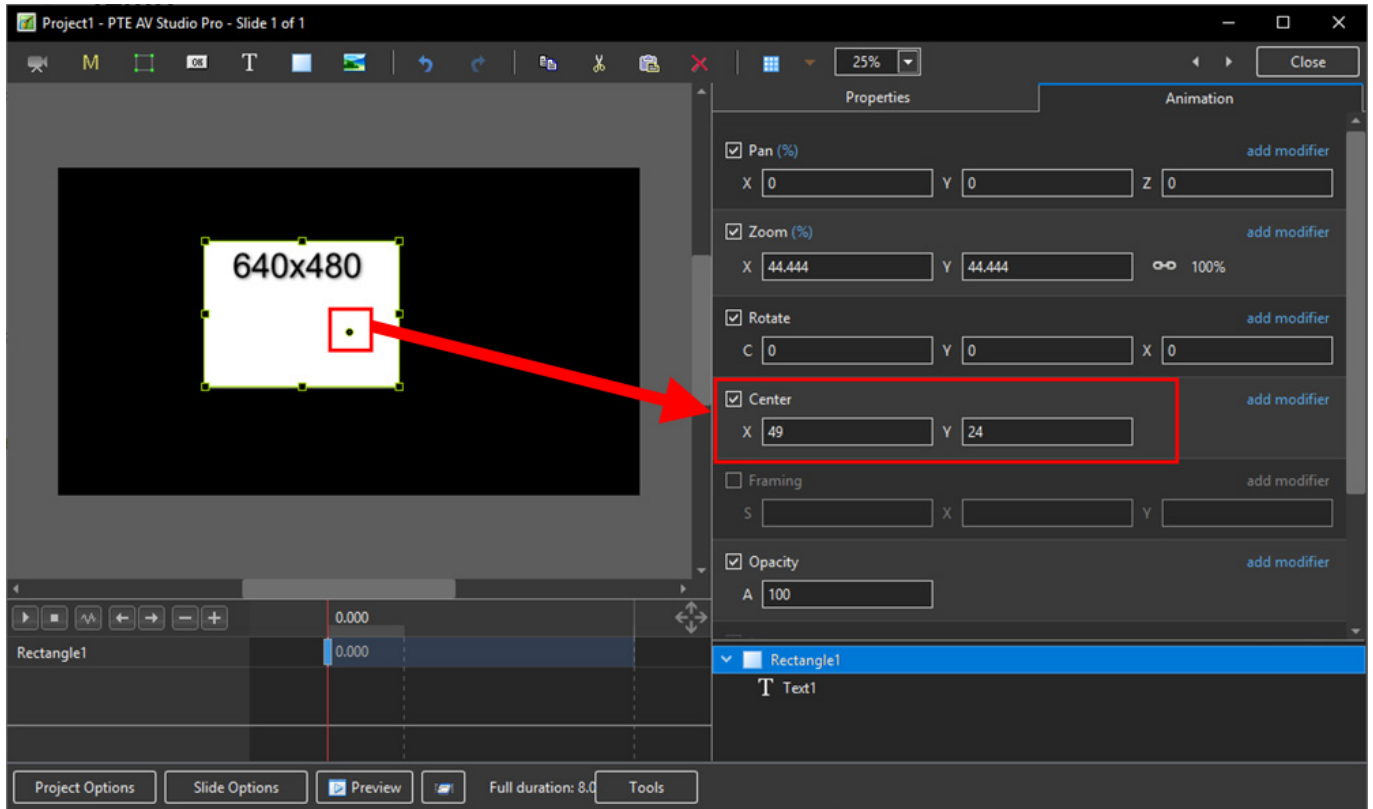 Project1 - PTE AV Studio Pro - Slide 1 of 1
M OK T 25% Close
Properties Animation
Pan (%) add modifier
X 0 Y 0 Z 0
Zoom (%) add modifier
X 44.444 Y 44.444 100%
640x480
Rotate add modifier
C 0 Y 0 X 0
Center add modifier
X 49 Y 24
Framing add modifier
S X Y
Opacity add modifier
A 100
0.000
Rectangle1 0.000
Rectangle1
T Text1
Project Options Slide Options Preview Full duration: 8.0 Tools